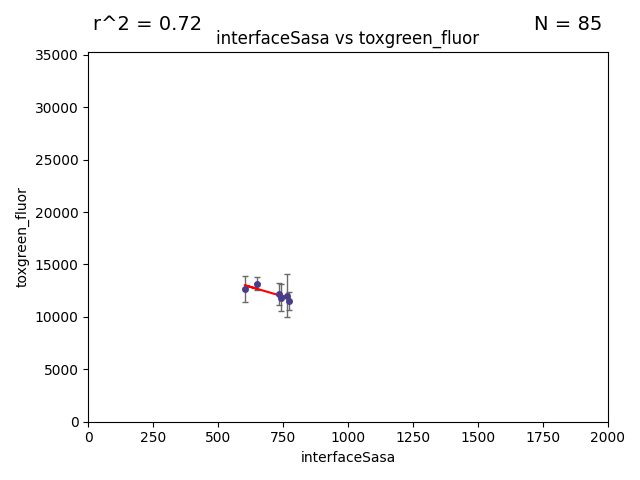 r^2 = 0.72
N = 85
interfaceSasa vs toxgreen_fluor
toxgreen_fluor
35000
30000
25000
20000
15000
10000
5000
0
0 250 500 750 1000 1250 1500 1750 2000
interfaceSasa